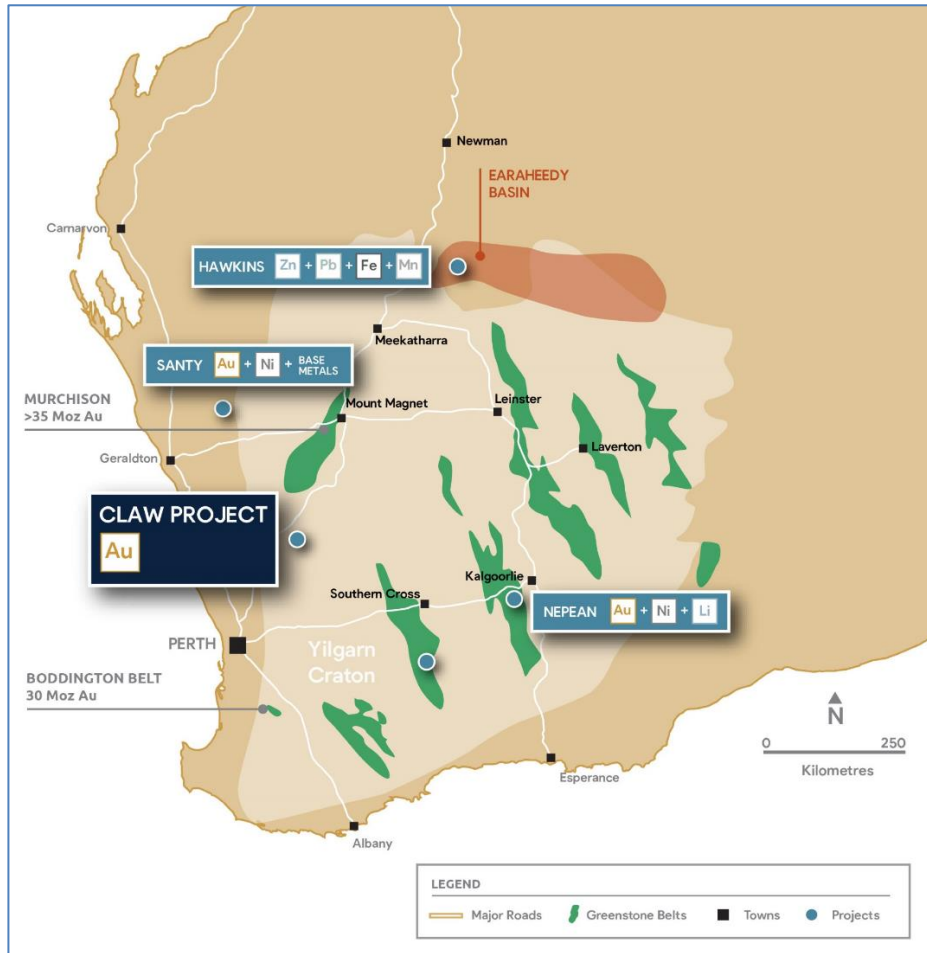 Newman
EARAHEEDY
BASIN
Carnarvon
HAWKINS Zn + Pb + Fe + Mn
Meekatharra
SANTY Au + Ni + BASE
METALS
MURCHISON
>35 Moz Au
Mount Magnet
Leinster
Laverton
Geraldton
CLAW PROJECT
Au
Kalgoorlie
Southern Cross
NEPEAN Au + Ni + Li
PERTH
Yilgarn
Craton
BODDINGTON BELT
30 Moz Au
N
0 250
Kilometres
Esperance
Albany
LEGEND
Major Roads Greenstone Belts Towns Projects